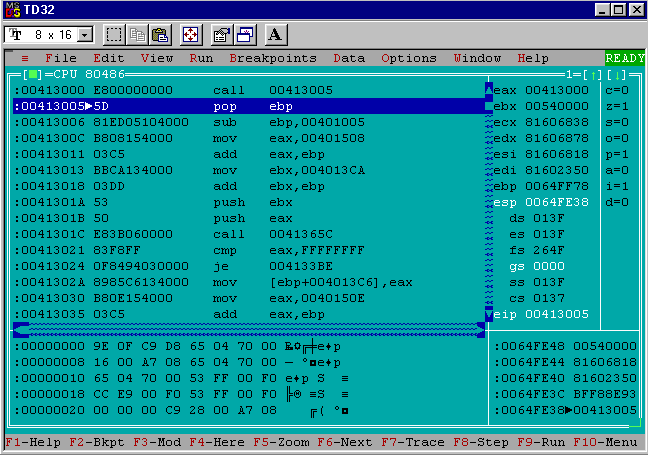 TD32
8 x 16
A
≡ File Edit View Run Breakpoints Data Options Window Help READY
[■]=CPU 80486 1=[↑][↓]
:00413000 E800000000 call 00413005 eax 00413000 c=0
:00413005►5D pop ebp ebx 00540000 z=1
:00413006 81ED05104000 sub ebp,00401005 ecx 81606838 s=0
:0041300C B808154000 mov eax,00401508 edx 81606878 o=0
:00413011 03C5 add eax,ebp esi 81606818 p=1
:00413013 BBCA134000 mov ebx,004013CA edi 81602350 a=0
:00413018 03DD add ebx,ebp ebp 0064FF78 i=1
:0041301A 53 push ebx esp 0064FE38 d=0
:0041301B 50 push eax ds 013F
:0041301C E83B060000 call 0041365C es 013F
:00413021 83F8FF cmp eax,FFFFFFFF fs 264F
:00413024 0F8494030000 je 004133BE gs 0000
:0041302A 8985C6134000 mov [ebp+004013C6],eax ss 013F
:00413030 B80E154000 mov eax,0040150E cs 0137
:00413035 03C5 add eax,ebp eip 00413005
:00000000 9E 0F C9 D8 65 04 70 00 ₧☼╔╪e♦p :0064FE48 00540000
:00000008 16 00 A7 08 65 04 70 00 ▬ º◘e♦p :0064FE44 81606818
:00000010 65 04 70 00 53 FF 00 F0 e♦p S ≡ :0064FE40 81602350
:00000018 CC E9 00 F0 53 FF 00 F0 ╠Θ ≡S ≡ :0064FE3C BFF88E93
:00000020 00 00 00 C9 28 00 A7 08 ╔( º◘ :0064FE38►00413005
F1-Help F2-Bkpt F3-Mod F4-Here F5-Zoom F6-Next F7-Trace F8-Step F9-Run F10-Menu